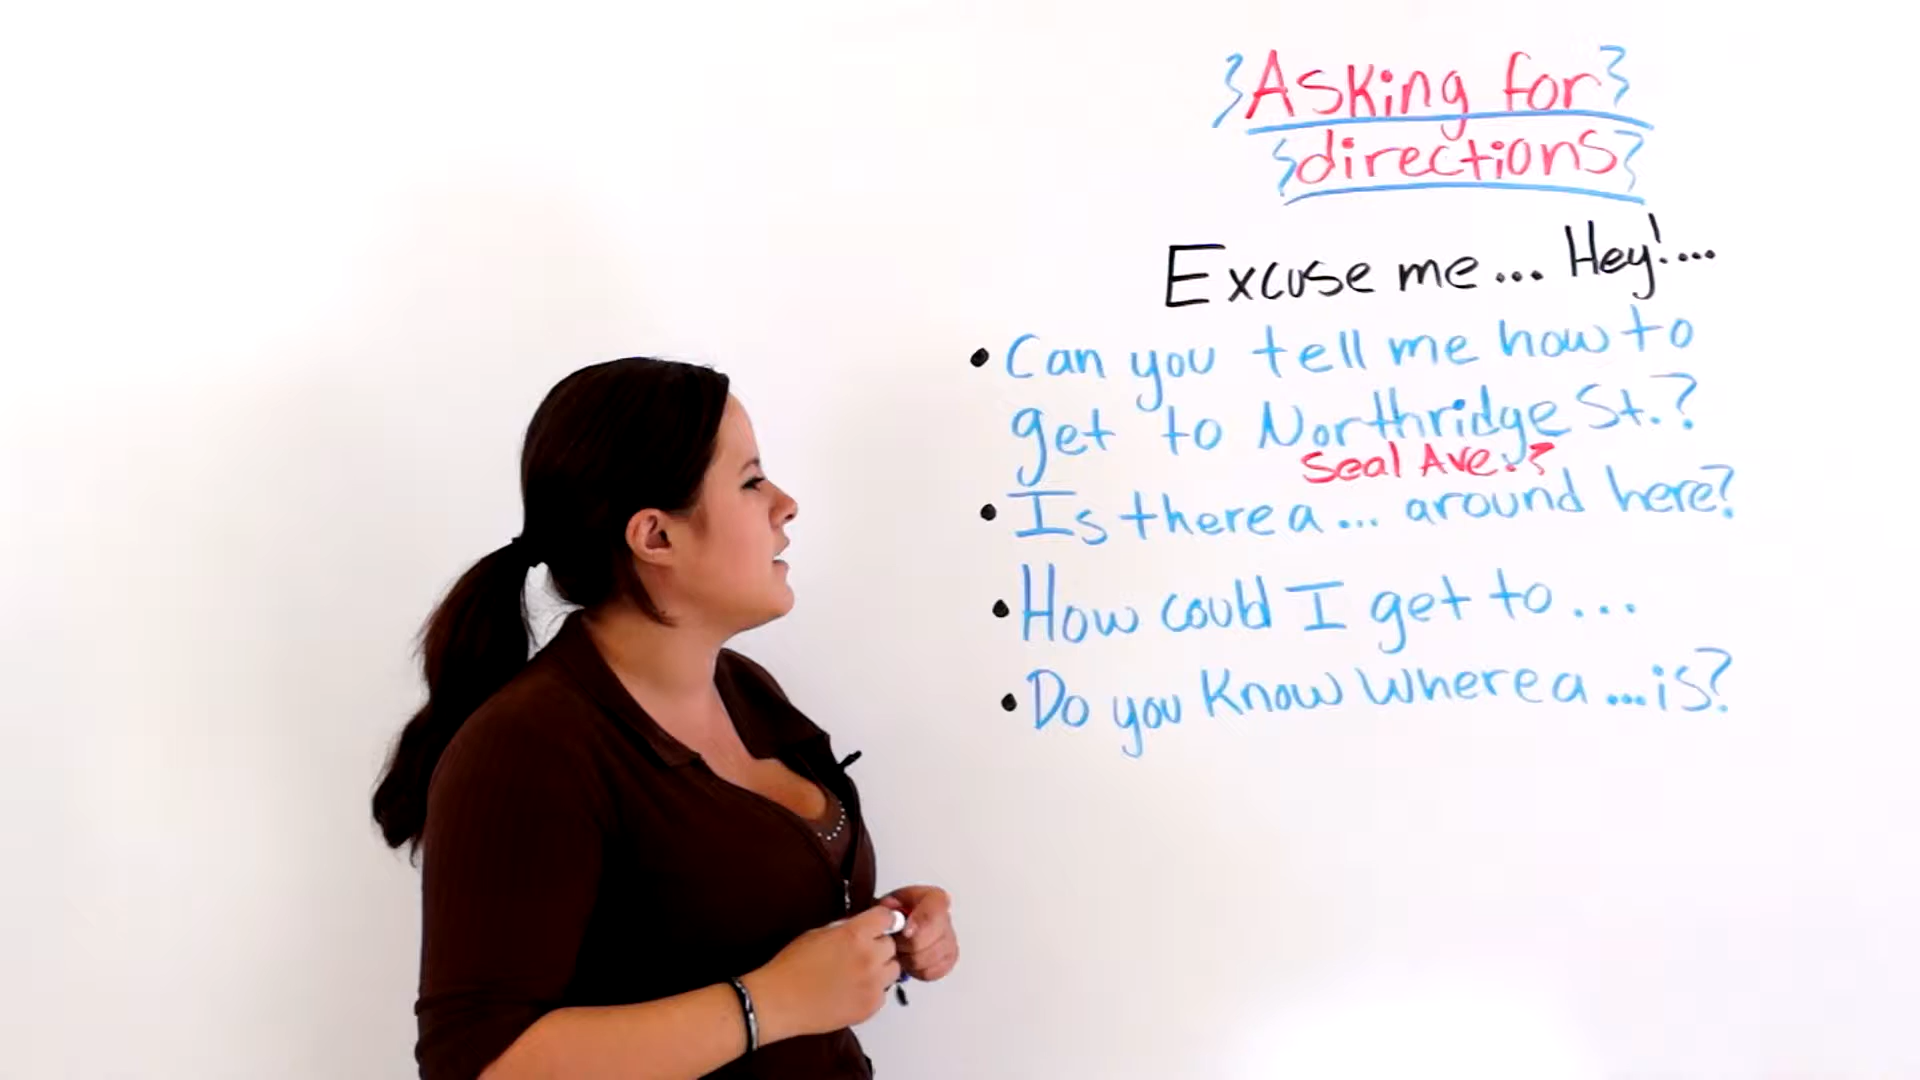 Asking for
directions
Excuse me... Hey!....
• Can you tell me how to
get to Northridge St.?
Seal Ave.?
• Is there a ... around here?
• How could I get to ...
• Do you know where a ... is?